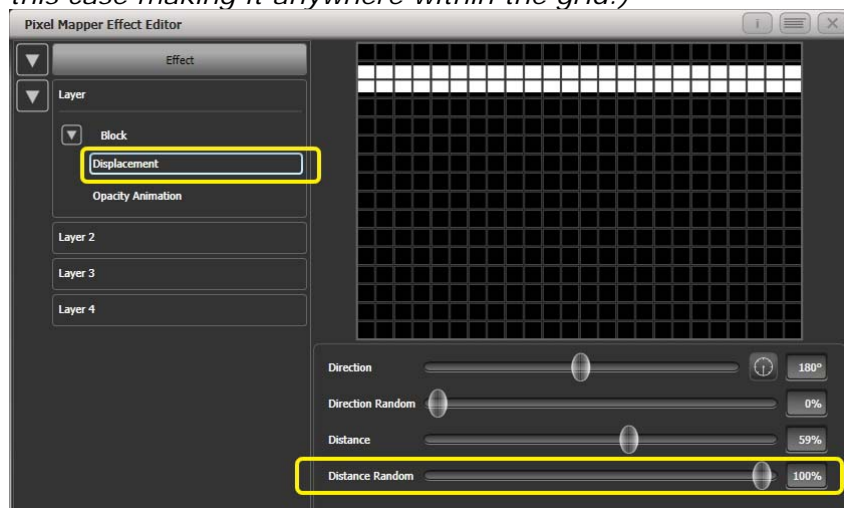 this case making it anywhere within the grid.)
Pixel Mapper Effect Editor
i
Effect
Layer
Block
Displacement
Opacity Animation
Layer 2
Layer 3
Layer 4
Direction 180°
Direction Random 0%
Distance 59%
Distance Random 100%